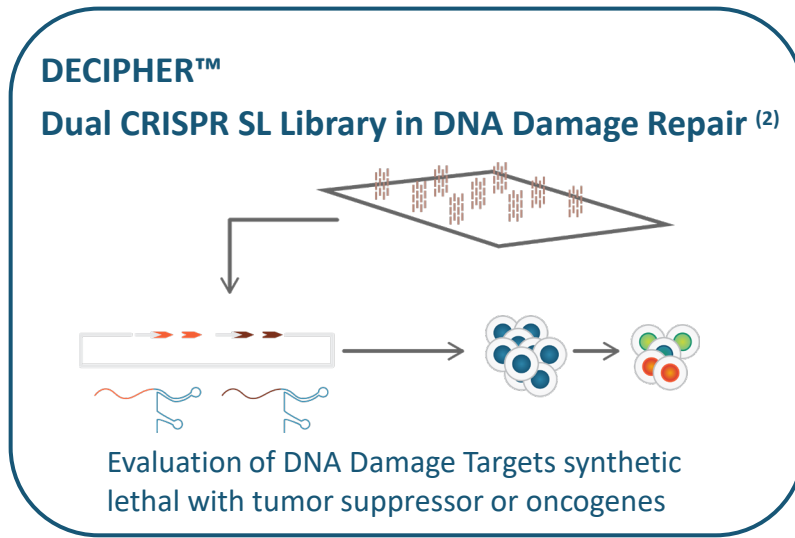 DECIPHER™
Dual CRISPR SL Library in DNA Damage Repair (2)
Evaluation of DNA Damage Targets synthetic
lethal with tumor suppressor or oncogenes